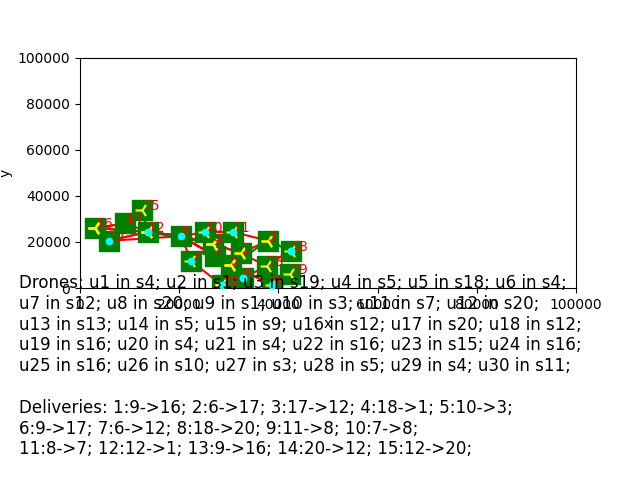 100000
80000
60000
40000
20000
0
y
20000 40000 60000 80000 100000
x
Drones: u1 in s4; u2 in s1; u3 in s19; u4 in s5; u5 in s18; u6 in s4;
u7 in s12; u8 in s20; u9 in s1; u10 in s3; u11 in s7; u12 in s20;
u13 in s13; u14 in s5; u15 in s9; u16 in s12; u17 in s20; u18 in s12;
u19 in s16; u20 in s4; u21 in s4; u22 in s16; u23 in s15; u24 in s16;
u25 in s16; u26 in s10; u27 in s3; u28 in s5; u29 in s4; u30 in s11;
Deliveries: 1:9->16; 2:6->17; 3:17->12; 4:18->1; 5:10->3;
6:9->17; 7:6->12; 8:18->20; 9:11->8; 10:7->8;
11:8->7; 12:12->1; 13:9->16; 14:20->12; 15:12->20;